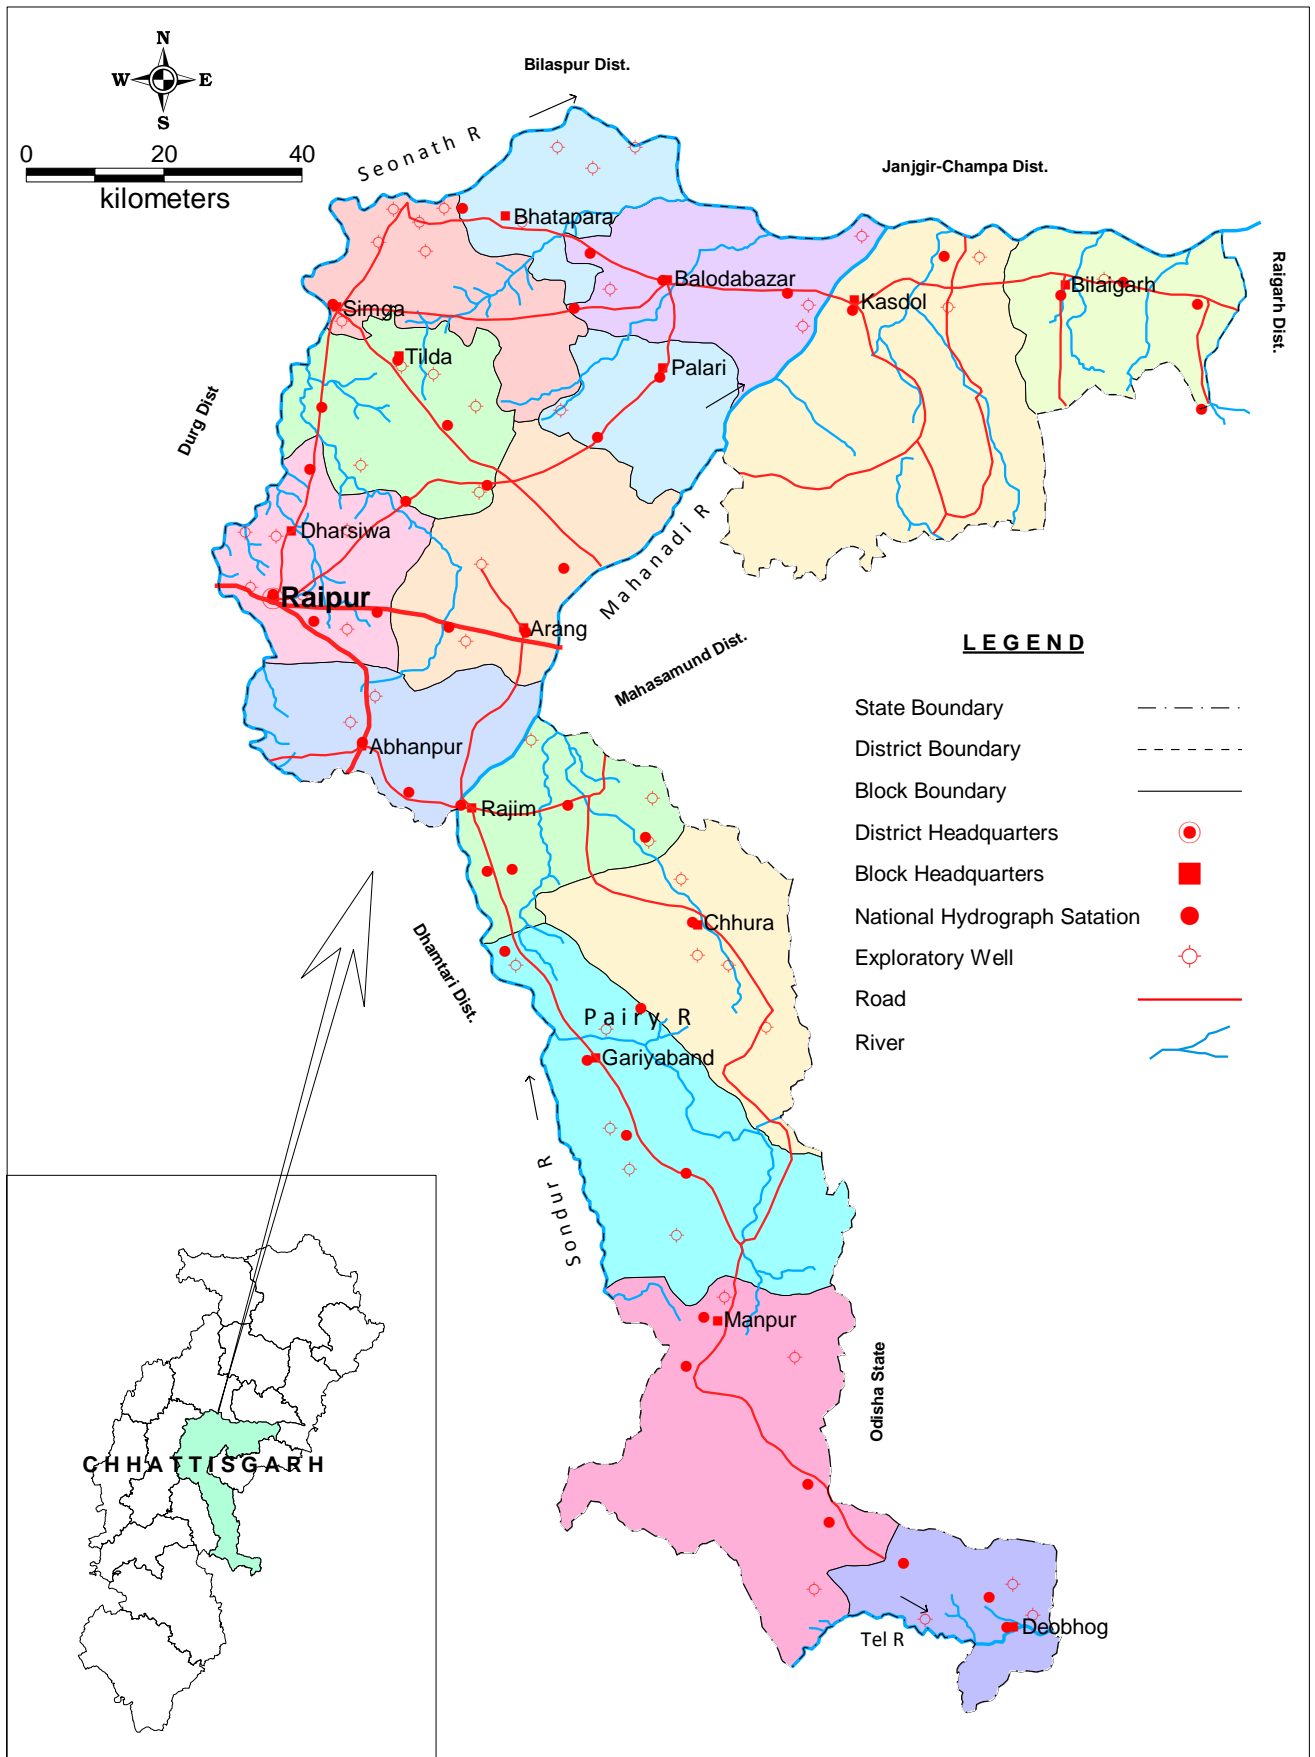 N
W E
S
0 20 40
kilometers
Bilaspur Dist.
Seonath R
Janjgir-Champa Dist.
Bhatapara
Balodabazar
Raigarh Dist.
Bilaigarh
Kasdol
Simga
Tilda
Palari
Durg Dist
Dharsiwa
Mahanadi R
Raipur
Arang
Mahasamund Dist.
Abhanpur
Rajim
LEGEND
State Boundary
District Boundary
Block Boundary
District Headquarters
Block Headquarters
National Hydrograph Satation
Exploratory Well
Road
River
Chhura
Dhamtari Dist.
Pairy R
Gariyaband
Sondur R
Manpur
Odisha State
CHHATTISGARH
Tel R
Deobhog